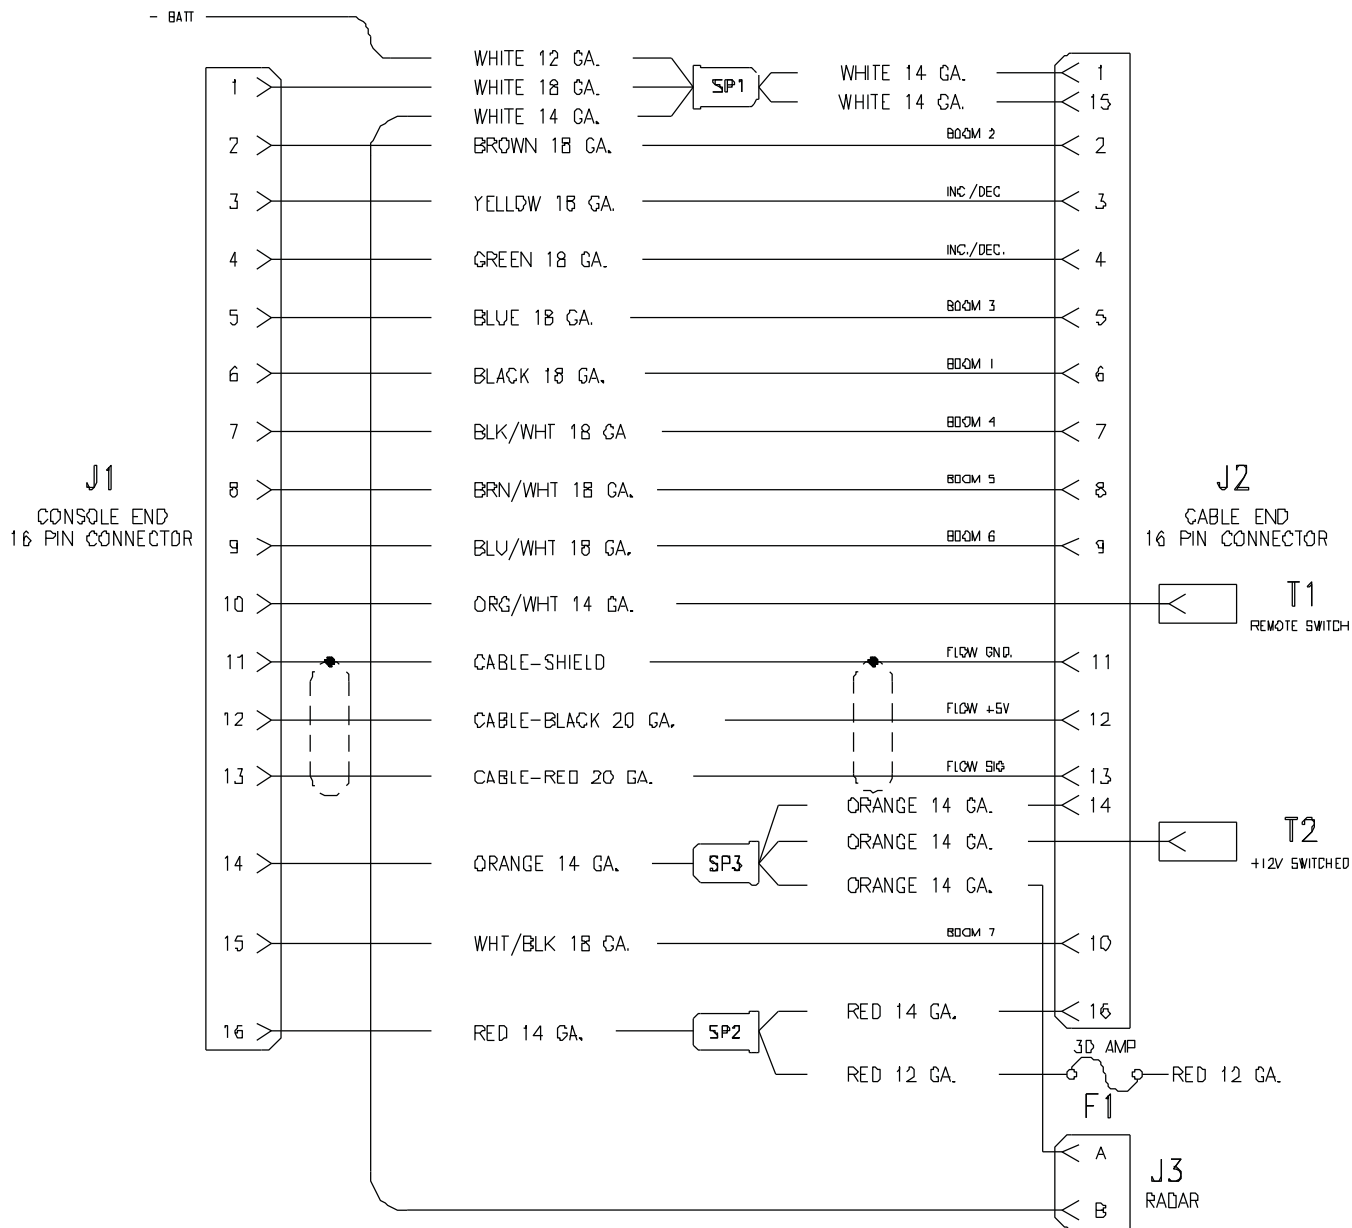 - BATT
WHITE 12 GA.
1 WHITE 18 GA. SP1 WHITE 14 GA. 1
WHITE 14 GA. WHITE 14 GA. 15
2 BROWN 18 GA. BOOM 2 2
3 YELLOW 18 GA. INC/DEC 3
4 GREEN 18 GA. INC./DEC. 4
5 BLUE 18 GA. BOOM 3 5
6 BLACK 18 GA. BOOM 1 6
7 BLK/WHT 18 GA BOOM 4 7
J1
CONSOLE END
16 PIN CONNECTOR
8 BRN/WHT 18 GA. BOOM 5 8
J2
CABLE END
16 PIN CONNECTOR
9 BLU/WHT 18 GA. BOOM 6 9
10 ORG/WHT 14 GA. T1
REMOTE SWITCH
11 CABLE-SHIELD FLOW GND. 11
12 CABLE-BLACK 20 GA. FLOW +5V 12
13 CABLE-RED 20 GA. FLOW SIG 13
ORANGE 14 GA. 14
ORANGE 14 GA. T2
+12V SWITCHED
14 ORANGE 14 GA. SP3
ORANGE 14 GA.
15 WHT/BLK 18 GA. BOOM 7 10
RED 14 GA. 16
16 RED 14 GA. SP2
30 AMP
RED 12 GA. RED 12 GA.
F1
A
J3
RADAR
B